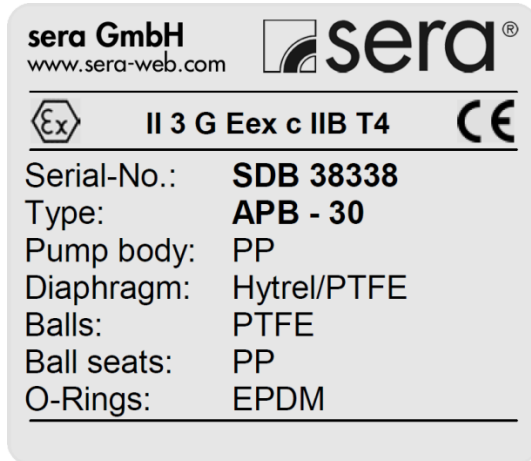 sera GmbH
www.sera-web.com
sera®
Ex II 3 G Eex c IIB T4 CE
Serial-No.: SDB 38338
Type: APB - 30
Pump body: PP
Diaphragm: Hytrel/PTFE
Balls: PTFE
Ball seats: PP
O-Rings: EPDM